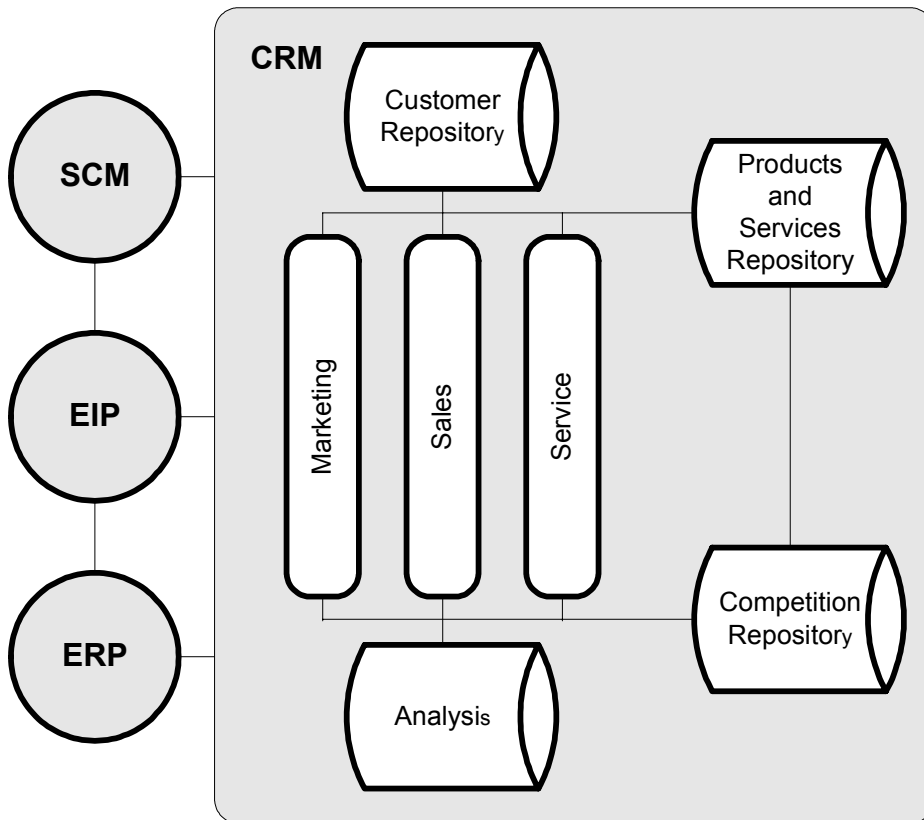 CRM
Customer
Repository
SCM
Products
and
Services
Repository
Marketing
Sales
Service
EIP
Competition
Repository
ERP
Analysis